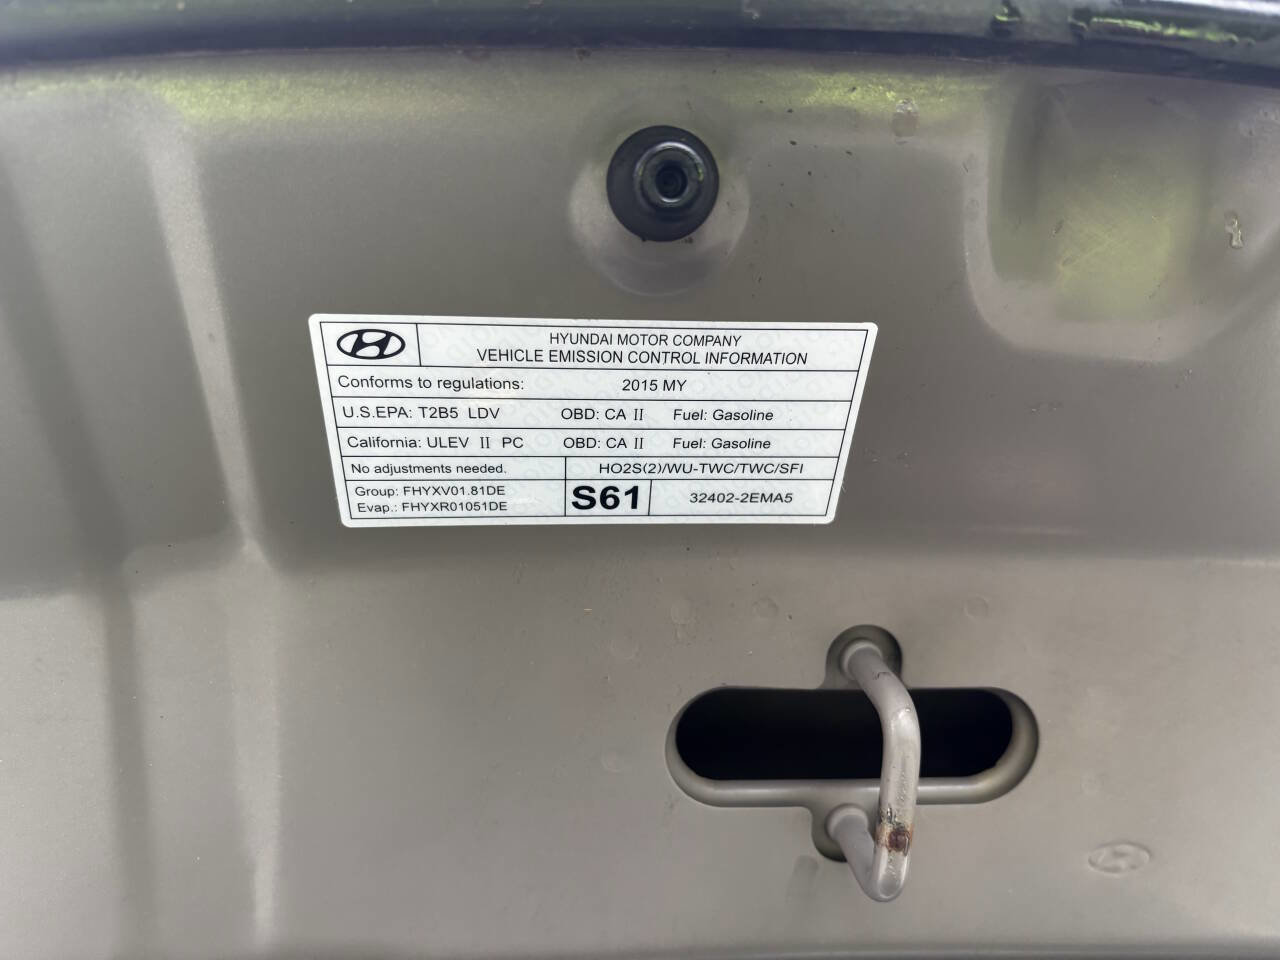 HYUNDAI MOTOR COMPANY
VEHICLE EMISSION CONTROL INFORMATION
Conforms to regulations: 2015 MY
U.S.EPA: T2B5 LDV OBD: CA II Fuel: Gasoline
California: ULEV II PC OBD: CA II Fuel: Gasoline
No adjustments needed. HO2S(2)/WU-TWC/TWC/SFI
Group: FHYXV01.81DE
Evap.: FHYXR01051DE
S61
32402-2EMA5